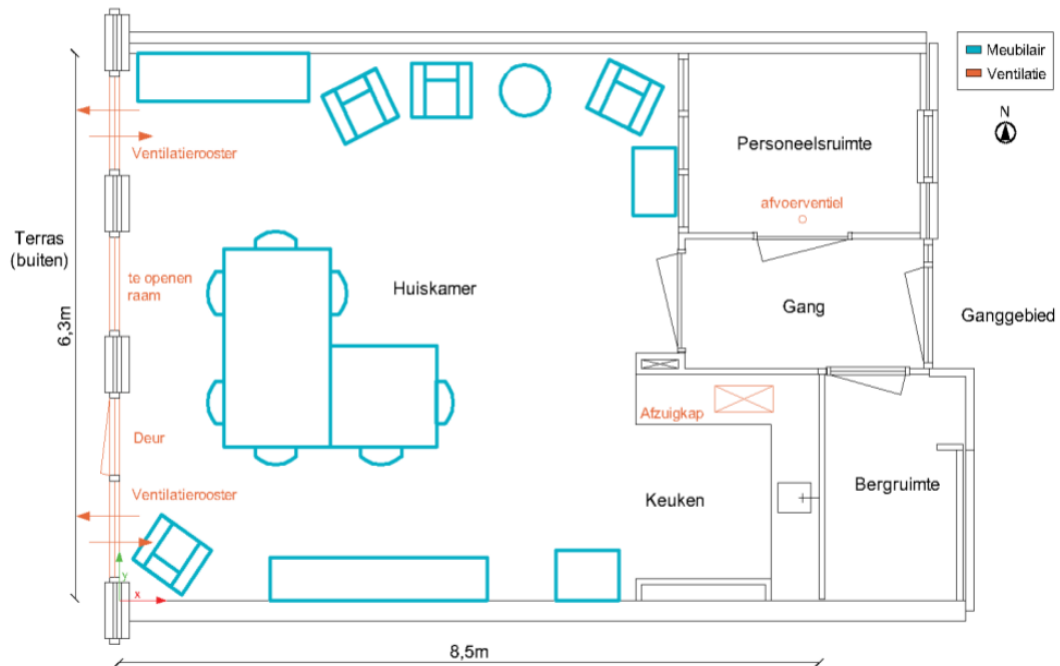 Meubilair
Ventilatie
N
Personeelsruimte
Ventilatierooster
afvoerventiel
Terras
(buiten)
te openen
raam
Huiskamer
6,3m
Gang
Ganggebied
Afzuigkap
Deur
Bergruimte
Ventilatierooster
Keuken
y
x
8,5m